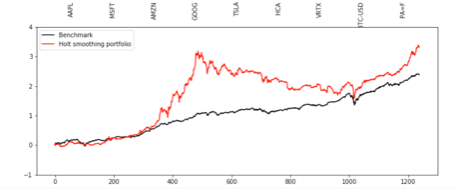 AAPL
MSFT
AMZN
GOOG
TSLA
HCA
VRTX
BTC-USD
PA=F
Benchmark
Holt smoothing portfolio
4
3
2
1
0
−1
0
200
400
600
800
1000
1200